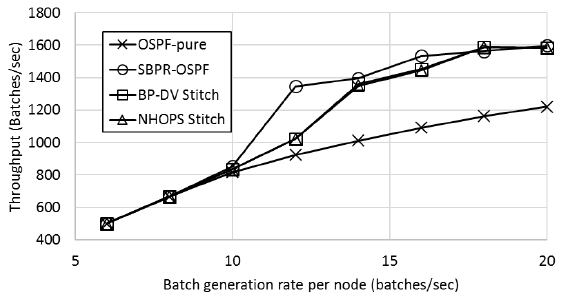 1800
1600
1400
1200
1000
800
600
400
OSPF-pure
SBPR-OSPF
BP-DV Stitch
NHOPS Stitch
5
10
15
20
Throughput (Batches/sec)
Batch generation rate per node (batches/sec)